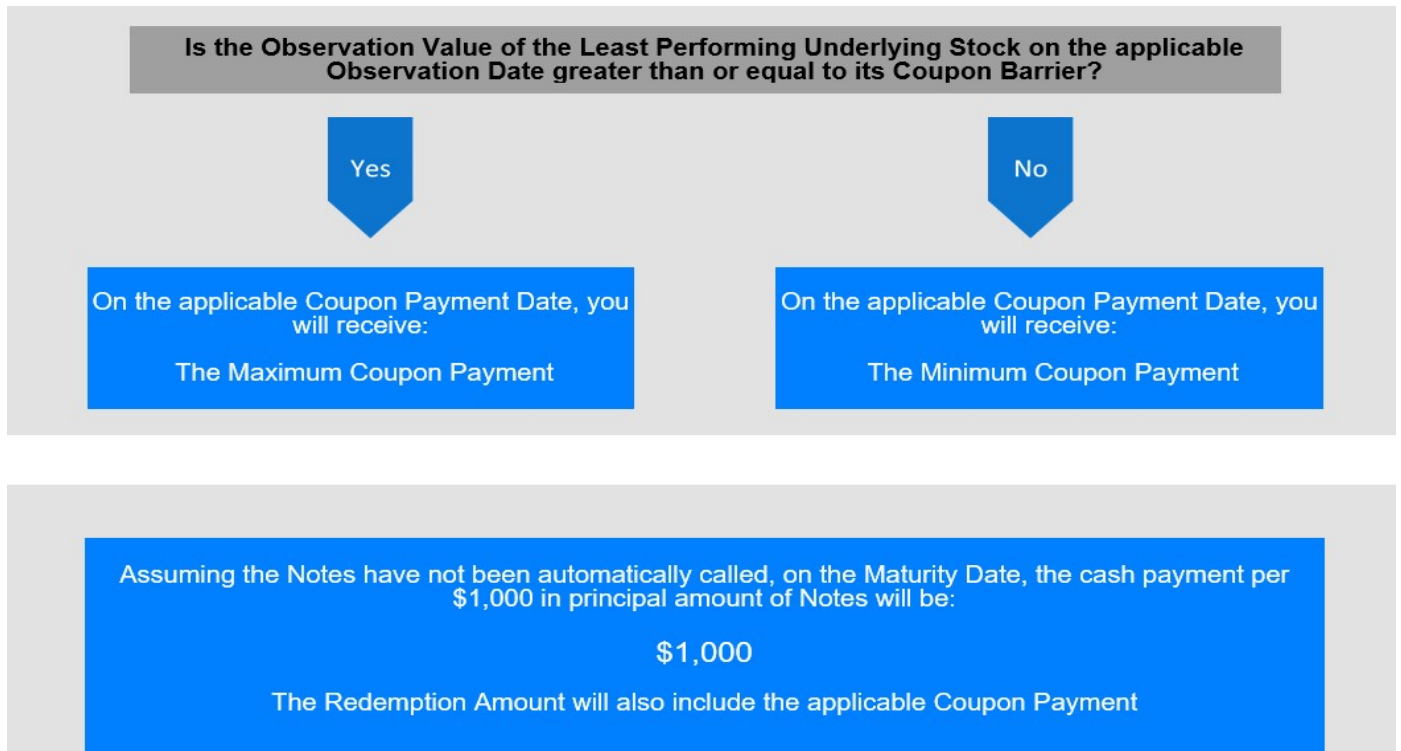 Is the Observation Value of the Least Performing Underlying Stock on the applicable
Observation Date greater than or equal to its Coupon Barrier?
Yes
No
On the applicable Coupon Payment Date, you
will receive:
The Maximum Coupon Payment
On the applicable Coupon Payment Date, you
will receive:
The Minimum Coupon Payment
Assuming the Notes have not been automatically called, on the Maturity Date, the cash payment per
$1,000 in principal amount of Notes will be:
$1,000
The Redemption Amount will also include the applicable Coupon Payment